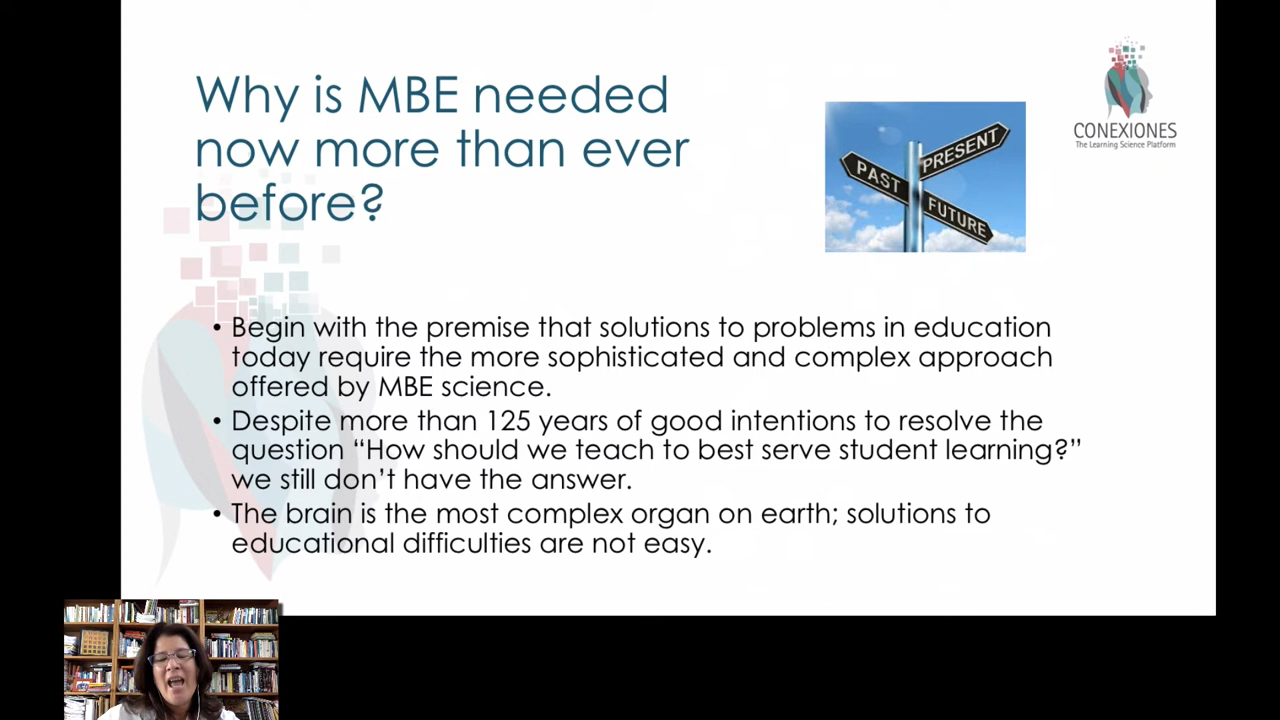 Why is MBE needed
now more than ever
before?
PAST
PRESENT
FUTURE
CONEXIONES
The Learning Science Platform
• Begin with the premise that solutions to problems in education
today require the more sophisticated and complex approach
offered by MBE science.
• Despite more than 125 years of good intentions to resolve the
question “How should we teach to best serve student learning?”
we still don’t have the answer.
• The brain is the most complex organ on earth; solutions to
educational difficulties are not easy.